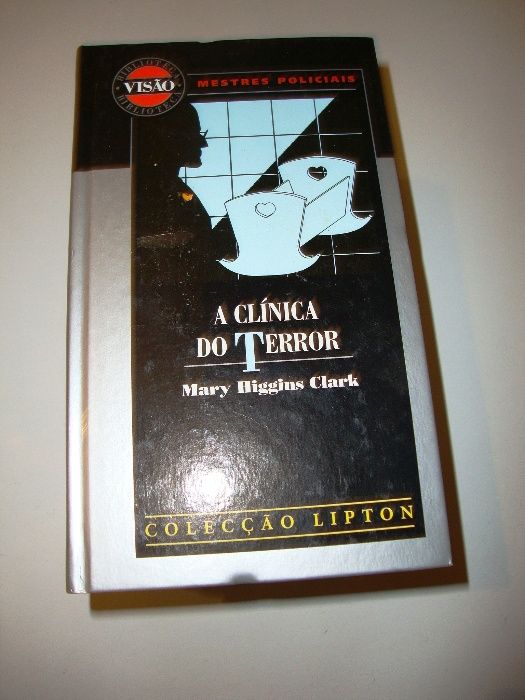 BIBLIOTECA
VISÃO
BIBLIOTECA
MESTRES POLICIAIS
A CLÍNICA
DO TERROR
Mary Higgins Clark
COLECÇÃO LIPTON